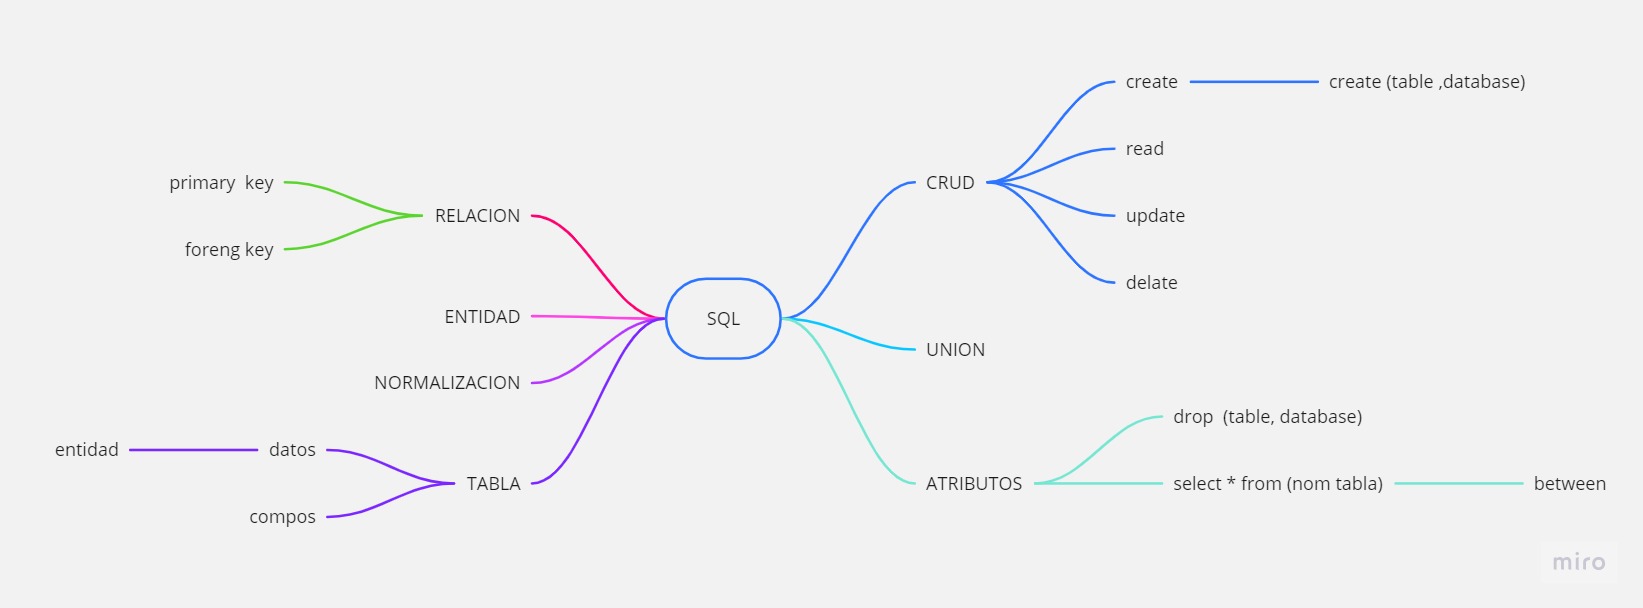 SQL
RELACION
primary  key
foreng key
ENTIDAD
NORMALIZACION
TABLA
datos
entidad
compos
CRUD
create
create (table ,database)
read
update
delate
UNION
ATRIBUTOS
drop  (table, database)
select * from (nom tabla)
between
miro